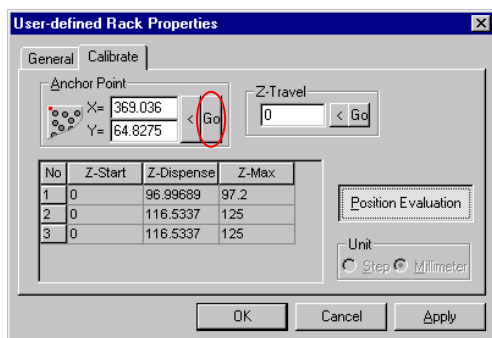 User-defined Rack Properties
General Calibrate
Anchor Point
X= 369.036
Y= 64.8275
< Go
Z-Travel
0 < Go
No Z-Start Z-Dispense Z-Max
1 0 96.99689 97.2
2 0 116.5337 125
3 0 116.5337 125
Position Evaluation
Unit
Step Millimeter
OK Cancel Apply